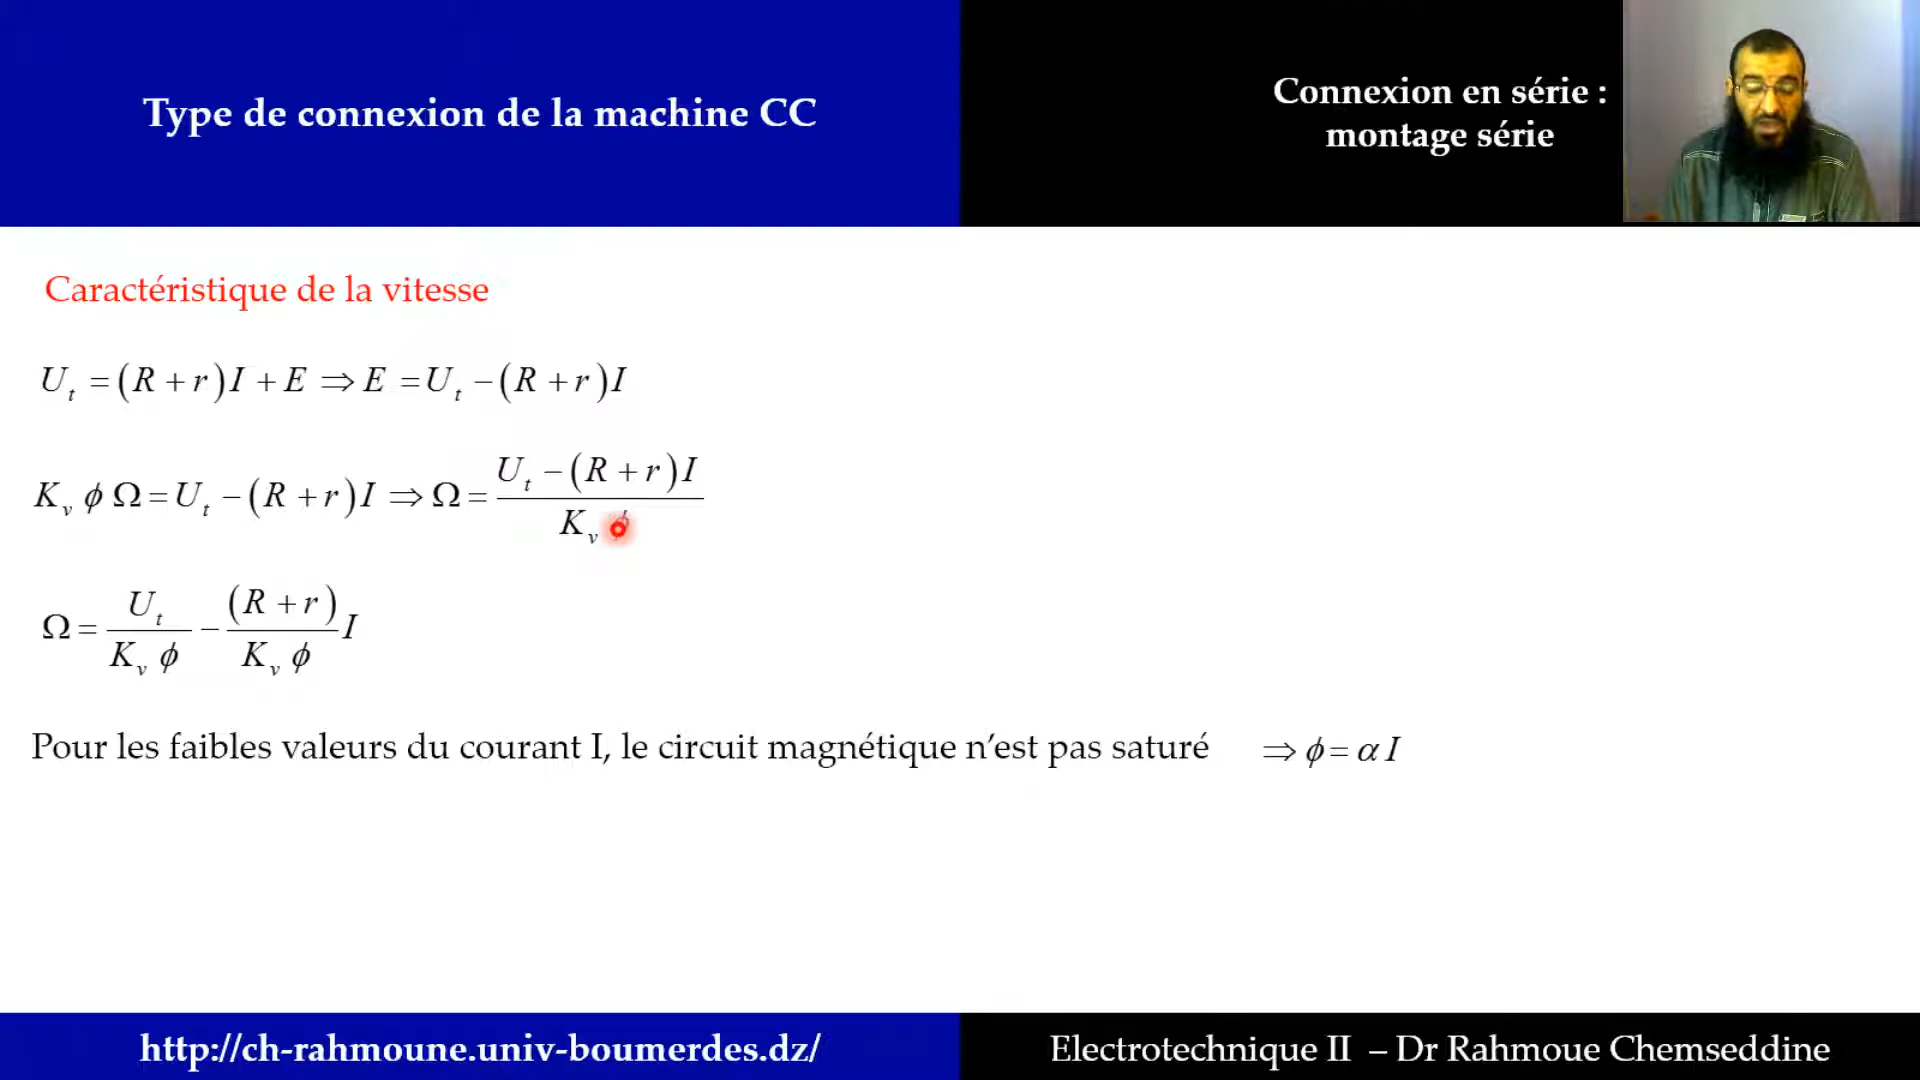 Type de connexion de la machine CC
Connexion en série :
montage série
Caractéristique de la vitesse
U_t = (R + r) I + E ⇒ E = U_t − (R + r) I
K_v ϕ Ω = U_t − (R + r) I ⇒ Ω = (U_t − (R + r) I) / (K_v ϕ)
Ω = U_t / (K_v ϕ) − (R + r) / (K_v ϕ) I
Pour les faibles valeurs du courant I, le circuit magnétique n’est pas saturé ⇒ ϕ = α I
http://ch-rahmoune.univ-boumerdes.dz/
Electrotechnique II – Dr Rahmoue Chemseddine